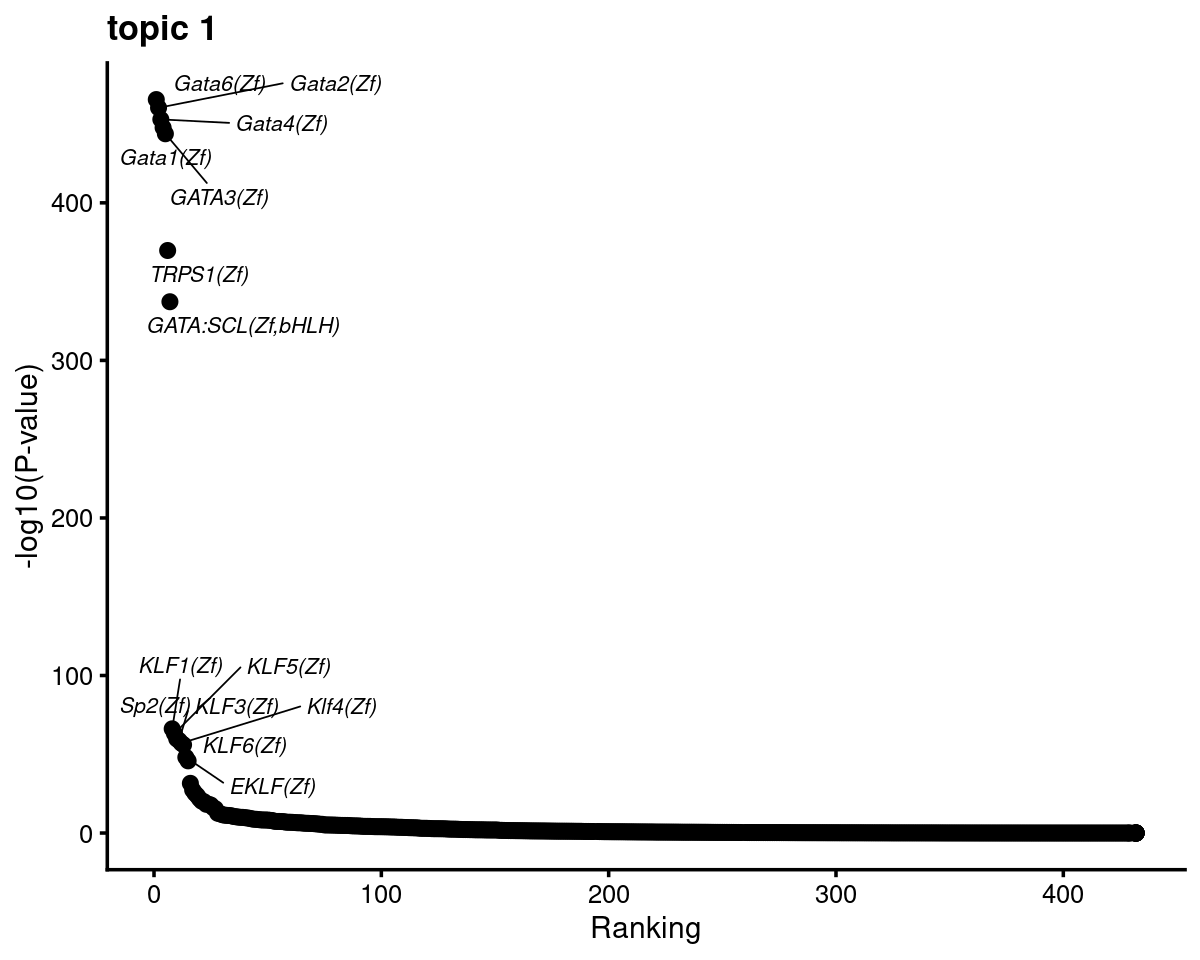 topic 1
Gata6(Zf) Gata2(Zf)
Gata4(Zf)
Gata1(Zf)
GATA3(Zf)
400
TRPS1(Zf)
GATA:SCL(Zf,bHLH)
300
-log10(P-value)
200
KLF1(Zf) KLF5(Zf)
100
Sp2(Zf) KLF3(Zf) Klf4(Zf)
KLF6(Zf)
EKLF(Zf)
0
0 100 200 300 400
Ranking